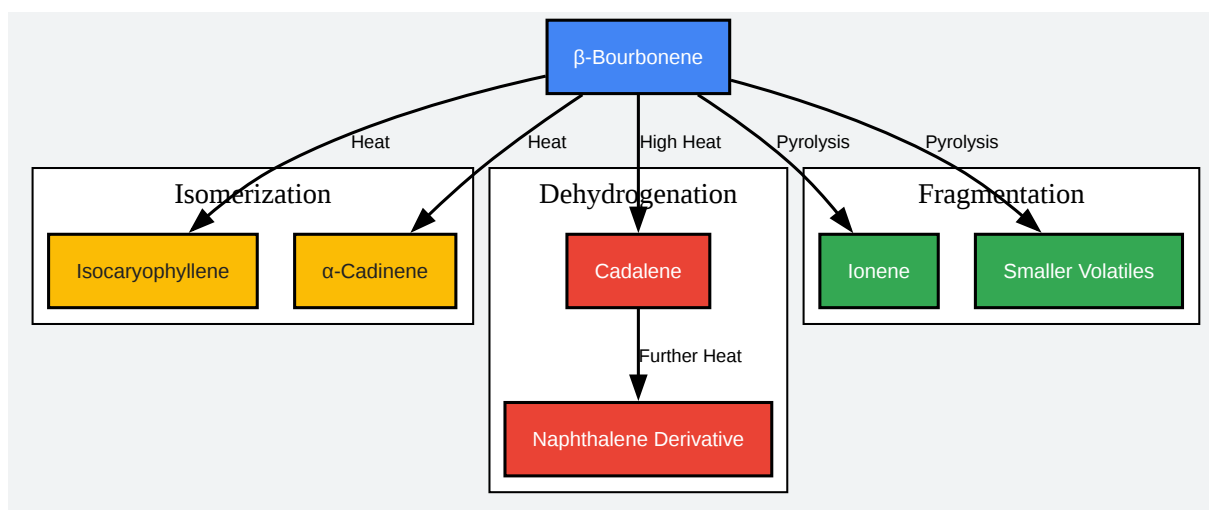 β-Bourbonene
Heat
Heat
High Heat
Pyrolysis
Pyrolysis
Isomerization
Dehydrogenation
Fragmentation
Isocaryophyllene
α-Cadinene
Cadalene
Ionene
Smaller Volatiles
Further Heat
Naphthalene Derivative